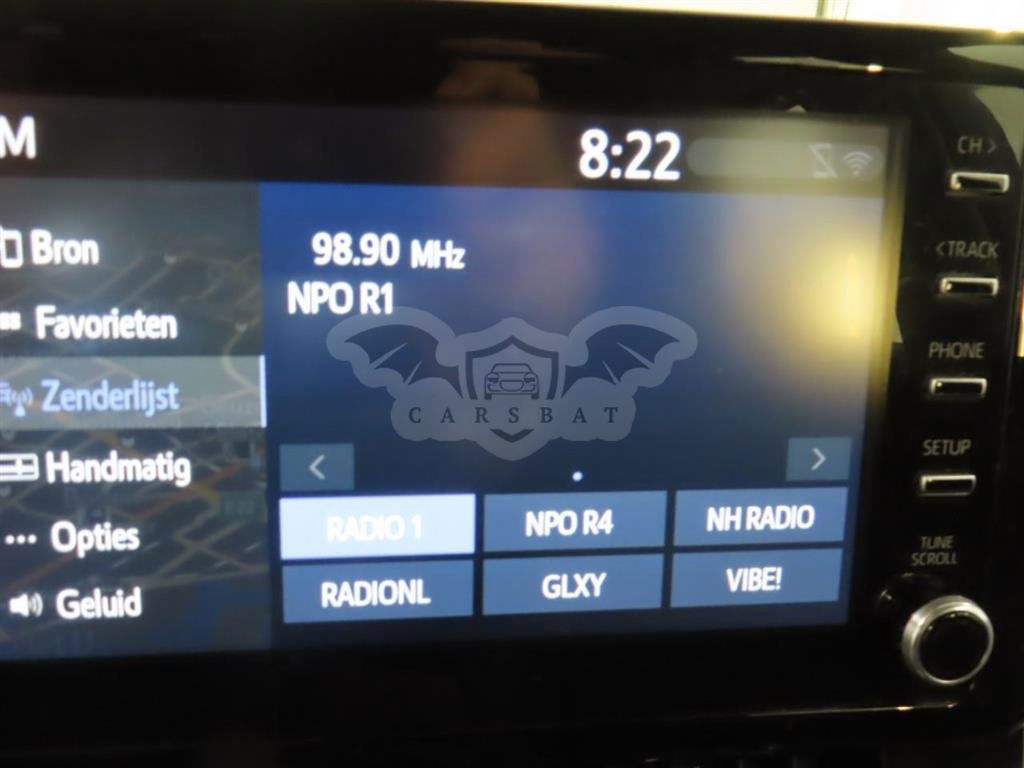 M
8:22
Bron
Favorieten
Zenderlijst
Handmatig
Opties
Geluid
98.90 MHz
NPO R1
CARSBAT
<
>
RADIO 1
NPO R4
NH RADIO
RADIONL
GLXY
VIBE!
CH >
< TRACK
PHONE
SETUP
TUNE
SCROLL